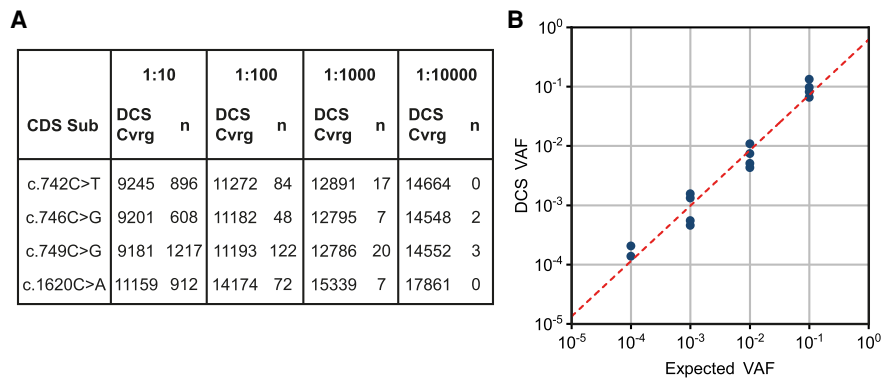 A
1:10 1:100 1:1000 1:10000
CDS Sub DCS Cvrg n DCS Cvrg n DCS Cvrg n DCS Cvrg n
c.742C>T 9245 896 11272 84 12891 17 14664 0
c.746C>G 9201 608 11182 48 12795 7 14548 2
c.749C>G 9181 1217 11193 122 12786 20 14552 3
c.1620C>A 11159 912 14174 72 15339 7 17861 0
B
10⁰
10⁻¹
10⁻²
10⁻³
10⁻⁴
10⁻⁵
DCS VAF
10⁻⁵ 10⁻⁴ 10⁻³ 10⁻² 10⁻¹ 10⁰
Expected VAF